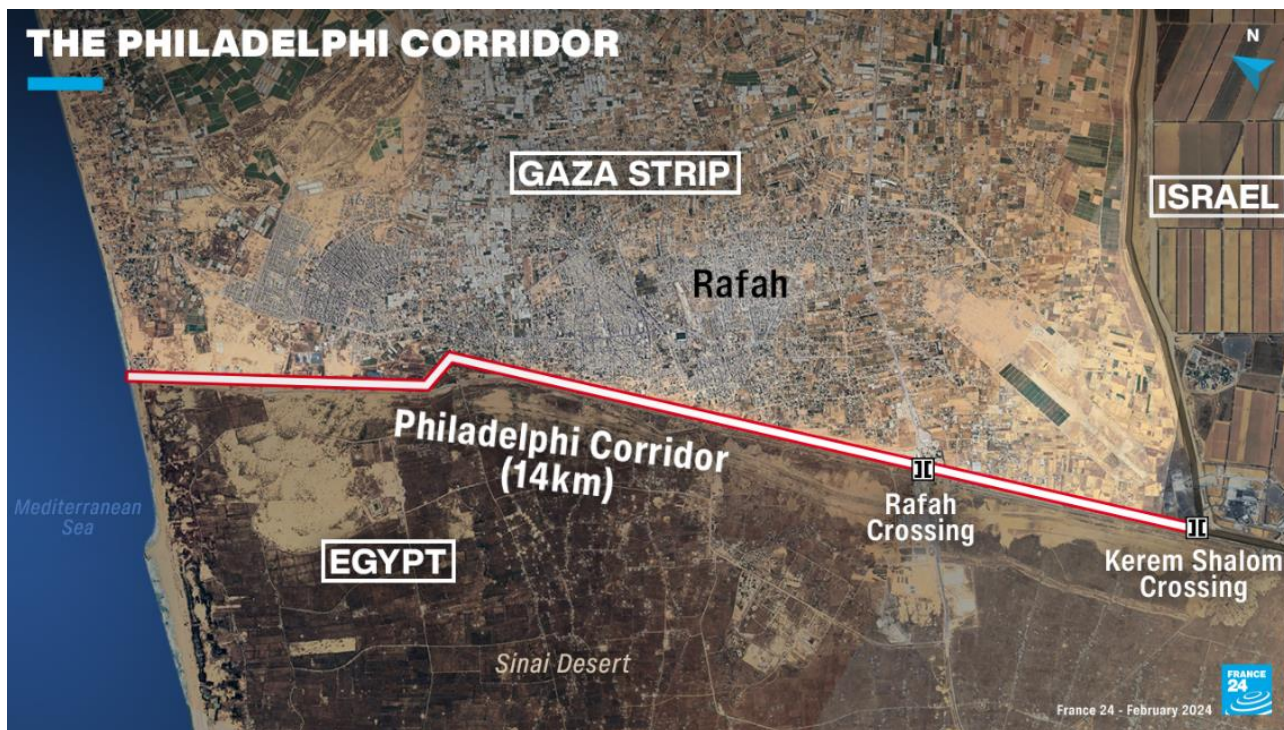 THE PHILADELPHI CORRIDOR
N
GAZA STRIP
ISRAEL
Rafah
Philadelphi Corridor
(14km)
Mediterranean
Sea
Rafah
Crossing
EGYPT
Kerem Shalom
Crossing
Sinai Desert
FRANCE
24
France 24 - February 2024